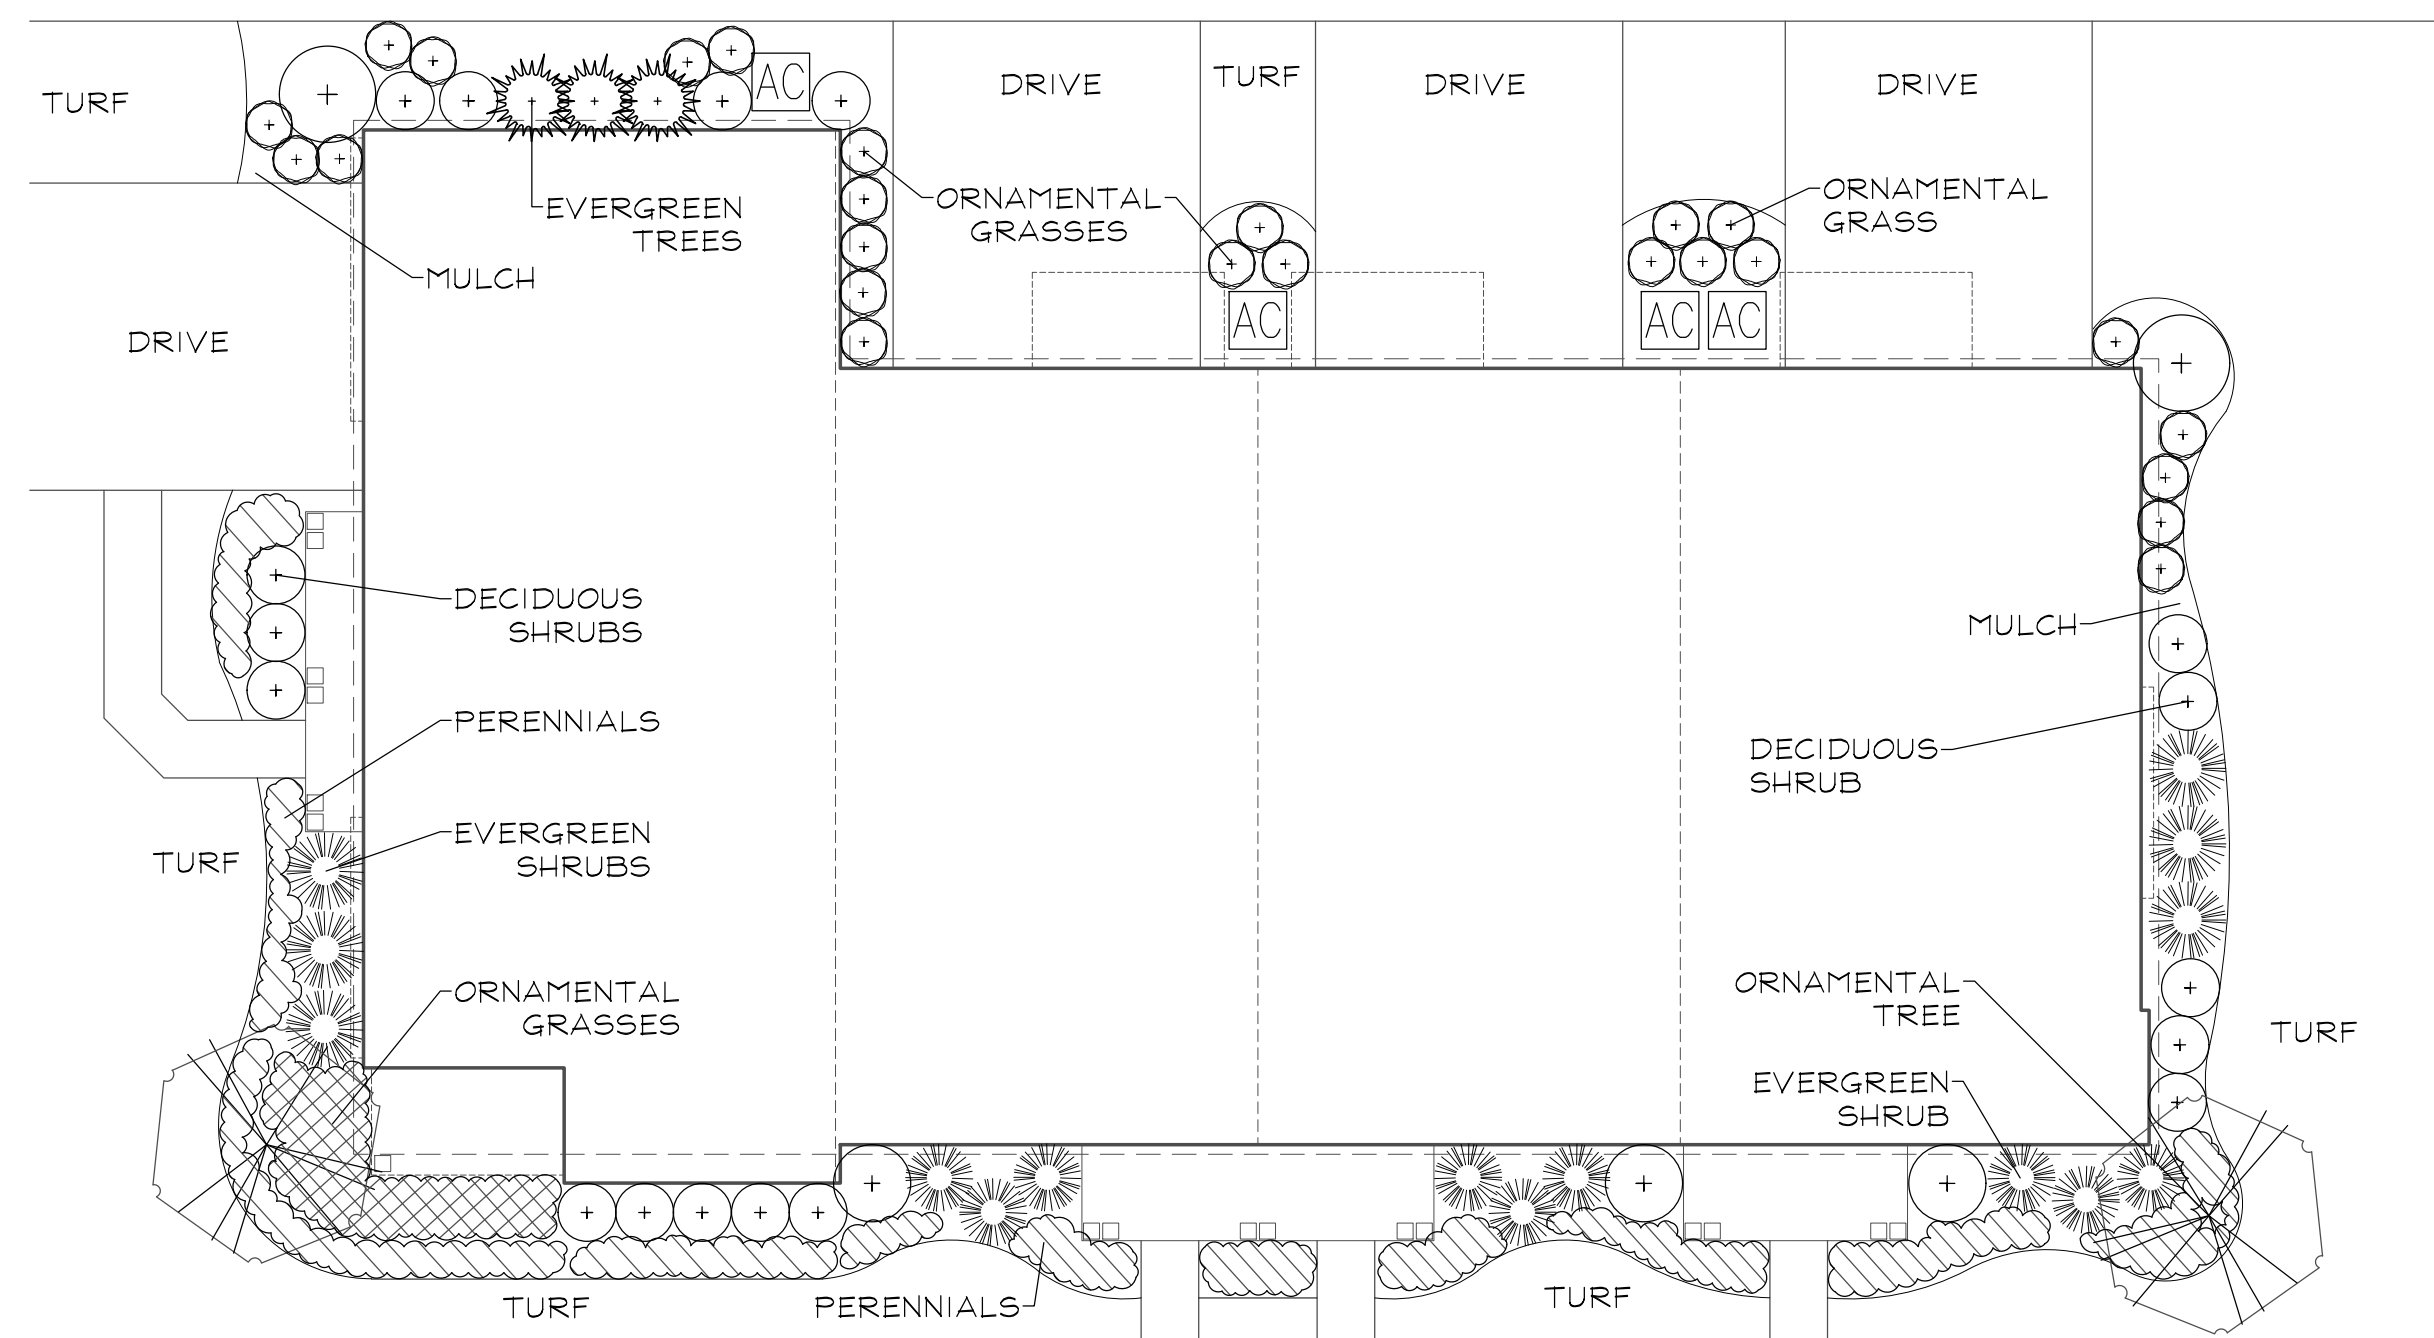 AC
DRIVE
TURF
DRIVE
DRIVE
TURF
EVERGREEN
TREES
ORNAMENTAL
GRASSES
ORNAMENTAL
GRASS
MULCH
AC
AC
AC
DRIVE
DECIDUOUS
SHRUBS
MULCH
PERENNIALS
DECIDUOUS
SHRUB
EVERGREEN
SHRUBS
TURF
ORNAMENTAL
GRASSES
ORNAMENTAL
TREE
TURF
EVERGREEN
SHRUB
TURF
PERENNIALS
TURF